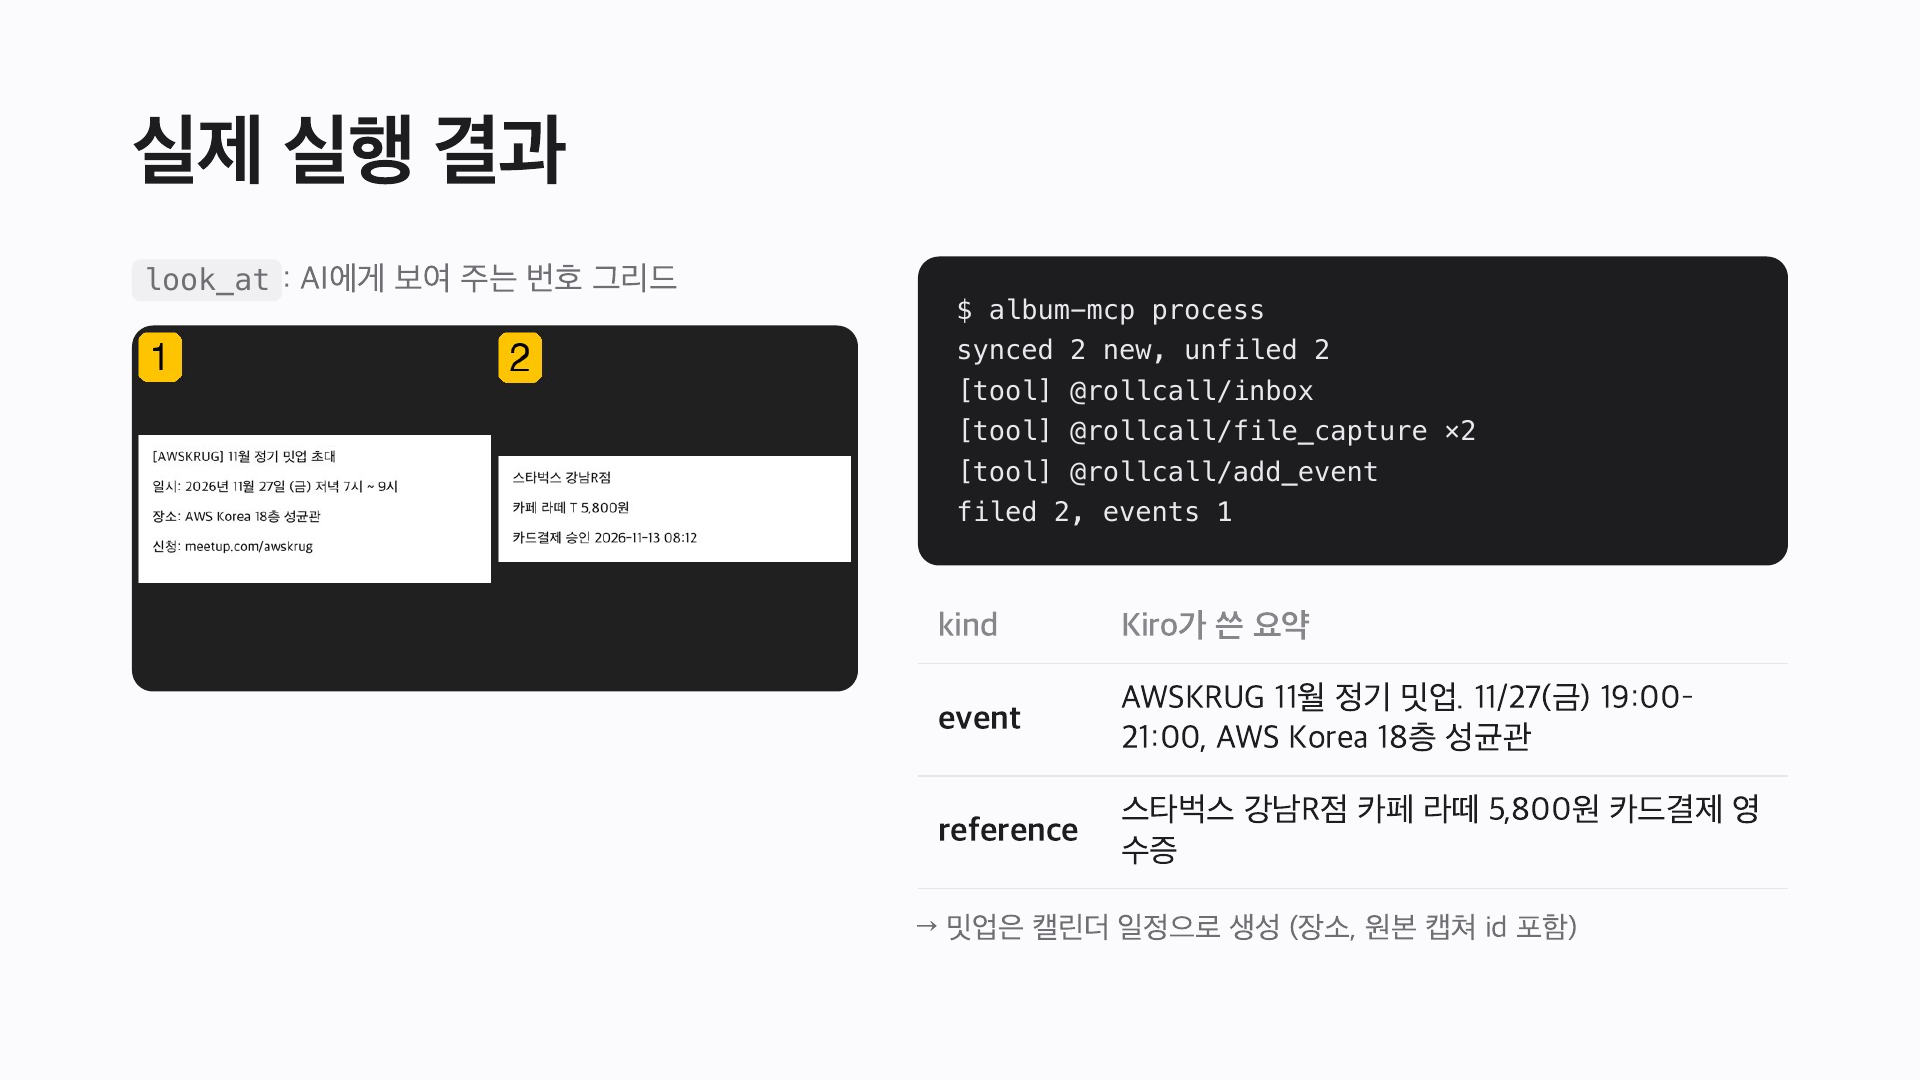 실제 실행 결과
look_at: AI에게 보여 주는 번호 그리드
1
[AWSKRUG] 11월 정기 밋업 초대
일시: 2026년 11월 27일 (금) 저녁 7시 ~ 9시
장소: AWS Korea 18층 성균관
신청: meetup.com/awskrug
2
스타벅스 강남R점
카페 라떼 T 5,800원
카드결제 승인 2026-11-13 08:12
$ album-mcp process
synced 2 new, unfiled 2
[tool] @rollcall/inbox
[tool] @rollcall/file_capture ×2
[tool] @rollcall/add_event
filed 2, events 1
kind Kiro가 쓴 요약
event AWSKRUG 11월 정기 밋업. 11/27(금) 19:00-
21:00, AWS Korea 18층 성균관
reference 스타벅스 강남R점 카페 라떼 5,800원 카드결제 영
수증
→ 밋업은 캘린더 일정으로 생성 (장소, 원본 캡쳐 id 포함)